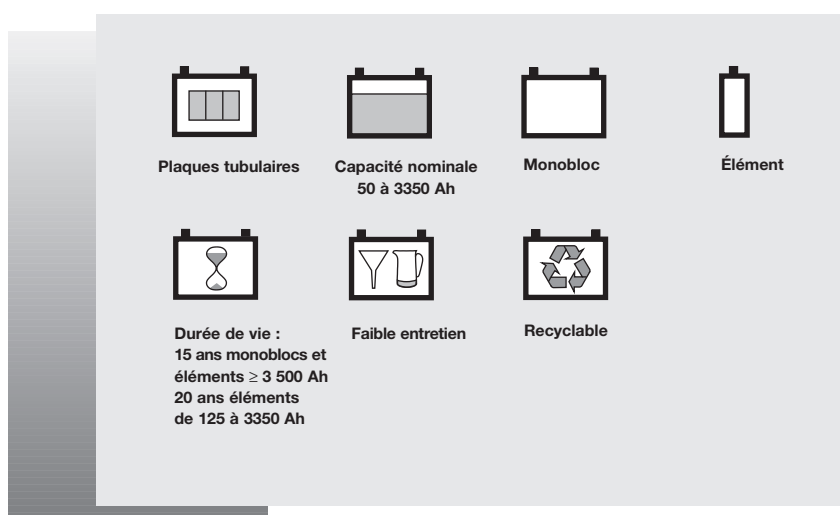 Plaques tubulaires
Capacité nominale
50 à 3350 Ah
Monobloc
Élément
Durée de vie :
15 ans monoblocs et
éléments ≥ 3 500 Ah
20 ans éléments
de 125 à 3350 Ah
Faible entretien
Recyclable